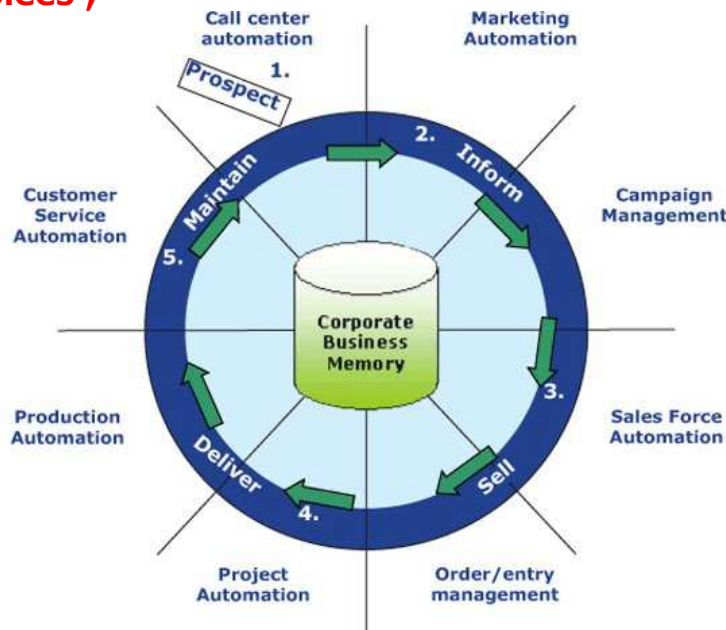 Call center
automation
Marketing
Automation
1.
Prospect
2.
Inform
Maintain
Customer
Service
Automation
Campaign
Management
5.
Corporate
Business
Memory
3.
Production
Automation
Sales Force
Automation
Deliver
Sell
4.
Project
Automation
Order/entry
management